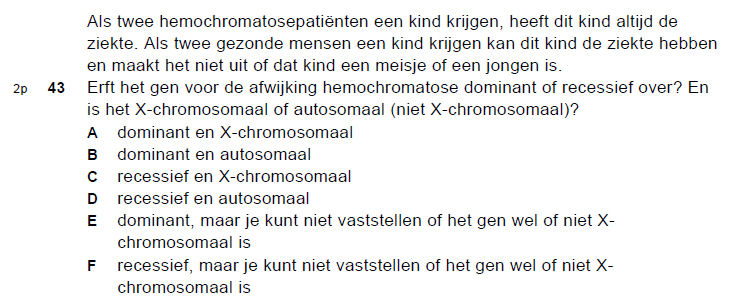 Als twee hemochromatosepatiënten een kind krijgen, heeft dit kind altijd de
ziekte. Als twee gezonde mensen een kind krijgen kan dit kind de ziekte hebben
en maakt het niet uit of dat kind een meisje of een jongen is.
2p 43 Erft het gen voor de afwijking hemochromatose dominant of recessief over? En
is het X-chromosomaal of autosomaal (niet X-chromosomaal)?
A dominant en X-chromosomaal
B dominant en autosomaal
C recessief en X-chromosomaal
D recessief en autosomaal
E dominant, maar je kunt niet vaststellen of het gen wel of niet X-
chromosomaal is
F recessief, maar je kunt niet vaststellen of het gen wel of niet X-
chromosomaal is